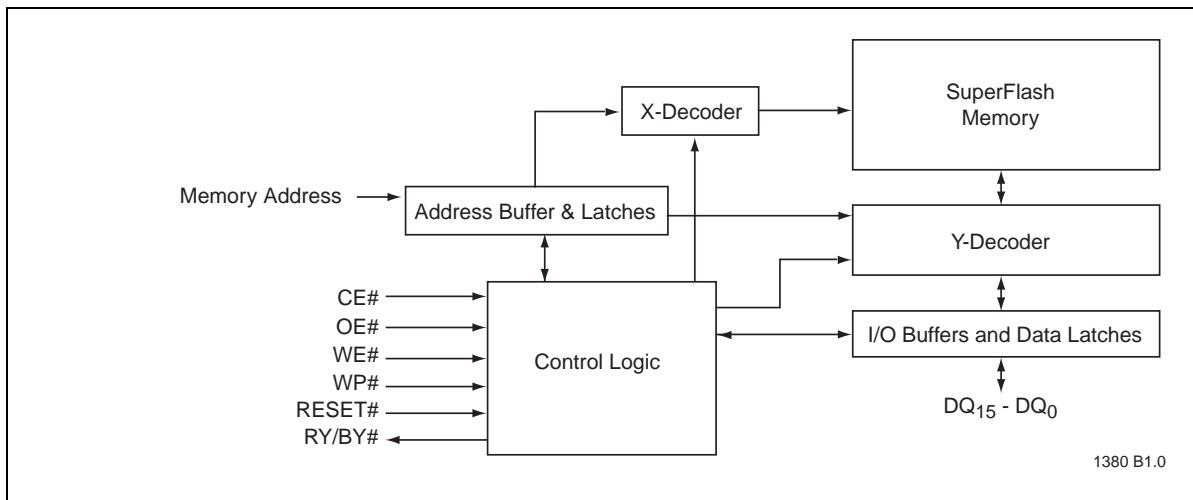 SuperFlash
Memory
X-Decoder
Memory Address
Address Buffer & Latches
Y-Decoder
CE#
OE#
WE#
WP#
RESET#
RY/BY#
Control Logic
I/O Buffers and Data Latches
DQ15 - DQ0
1380 B1.0